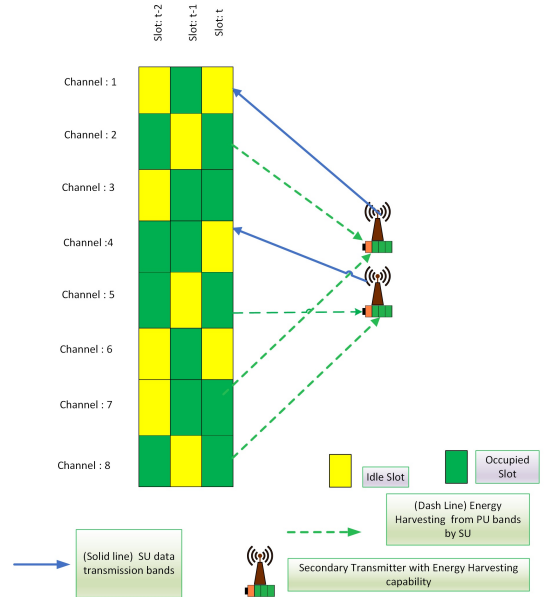 Slot: t-2
Slot: t-1
Slot: t
Channel : 1
Channel : 2
Channel : 3
Channel :4
Channel : 5
Channel : 6
Channel : 7
Channel : 8
Idle Slot
Occupied
Slot
(Dash Line) Energy
Harvesting from PU bands
by SU
(Solid line) SU data
transmission bands
Secondary Transmitter with Energy Harvesting
capability